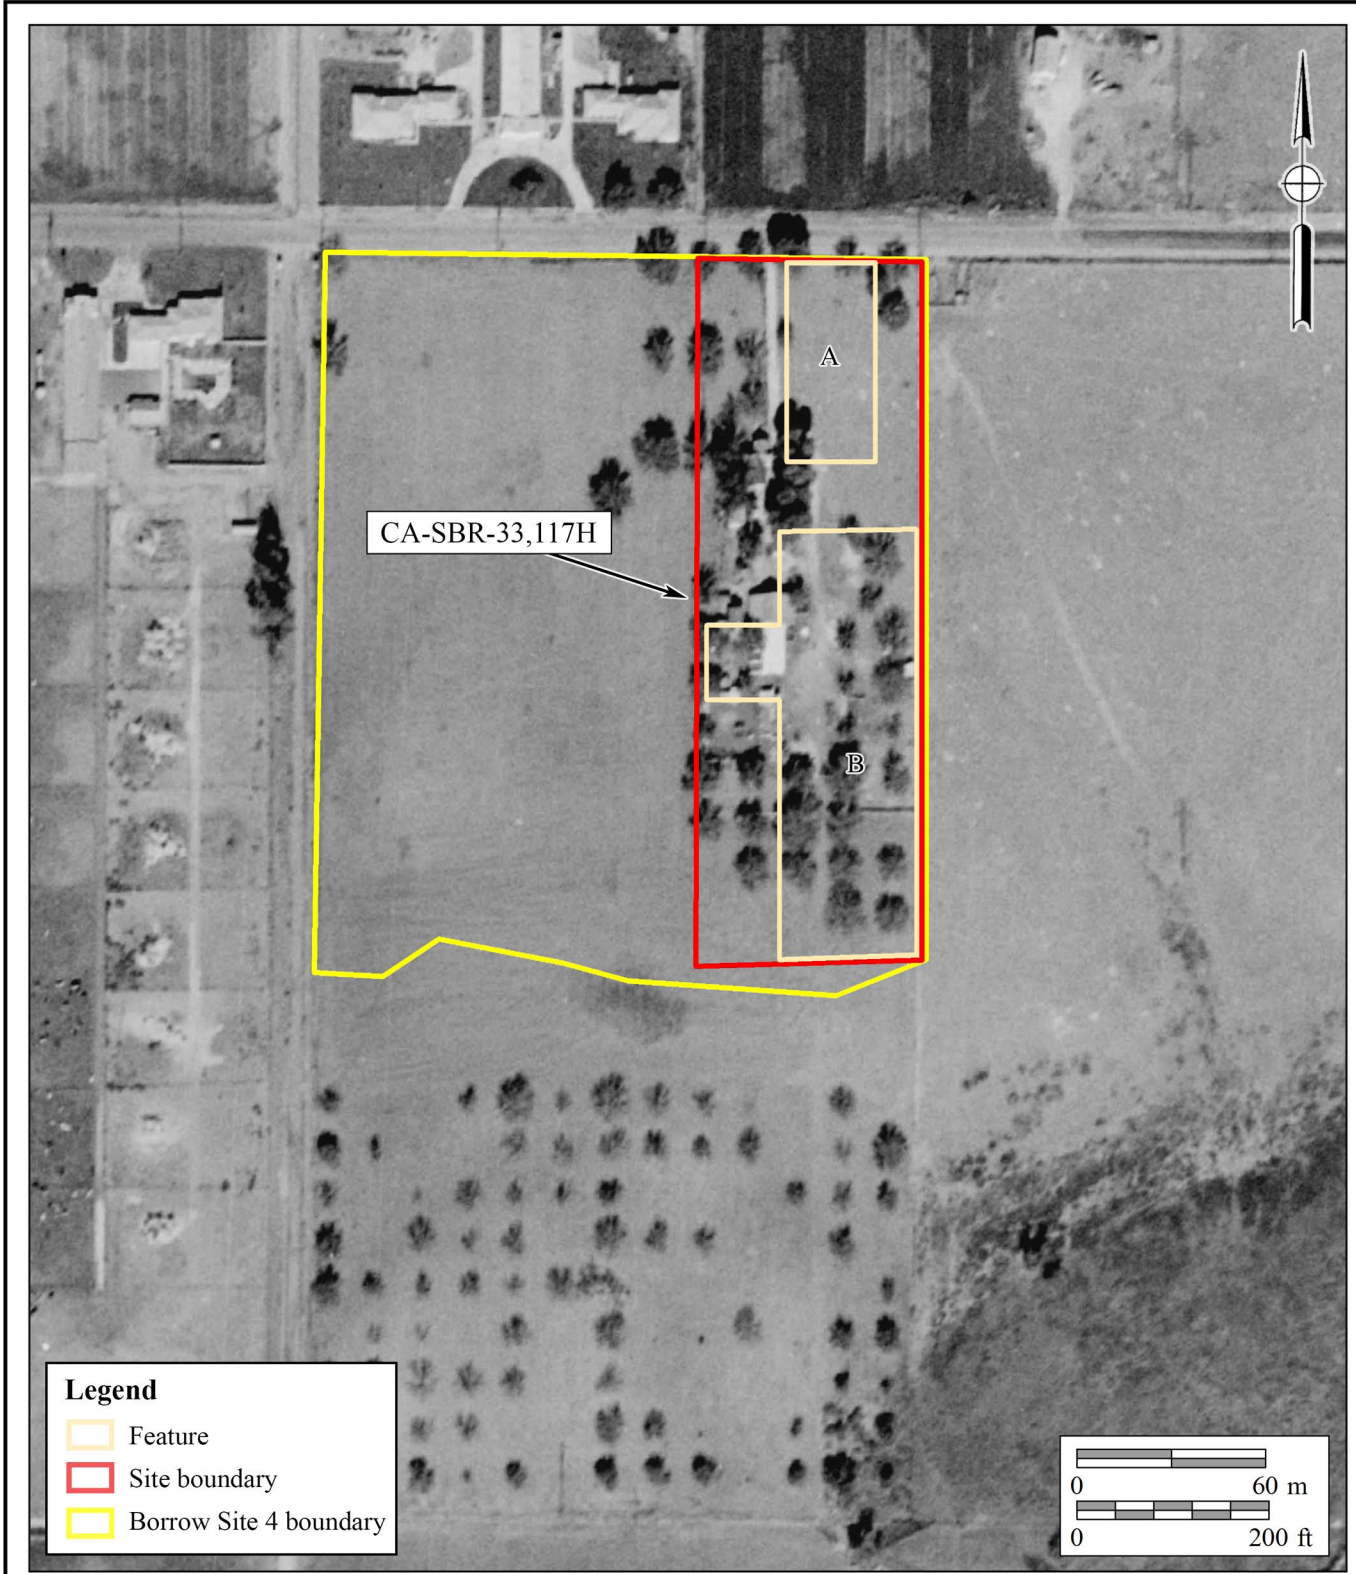 A
CA-SBR-33,117H
B
Legend
Feature
Site boundary
Borrow Site 4 boundary
0 60 m
0 200 ft